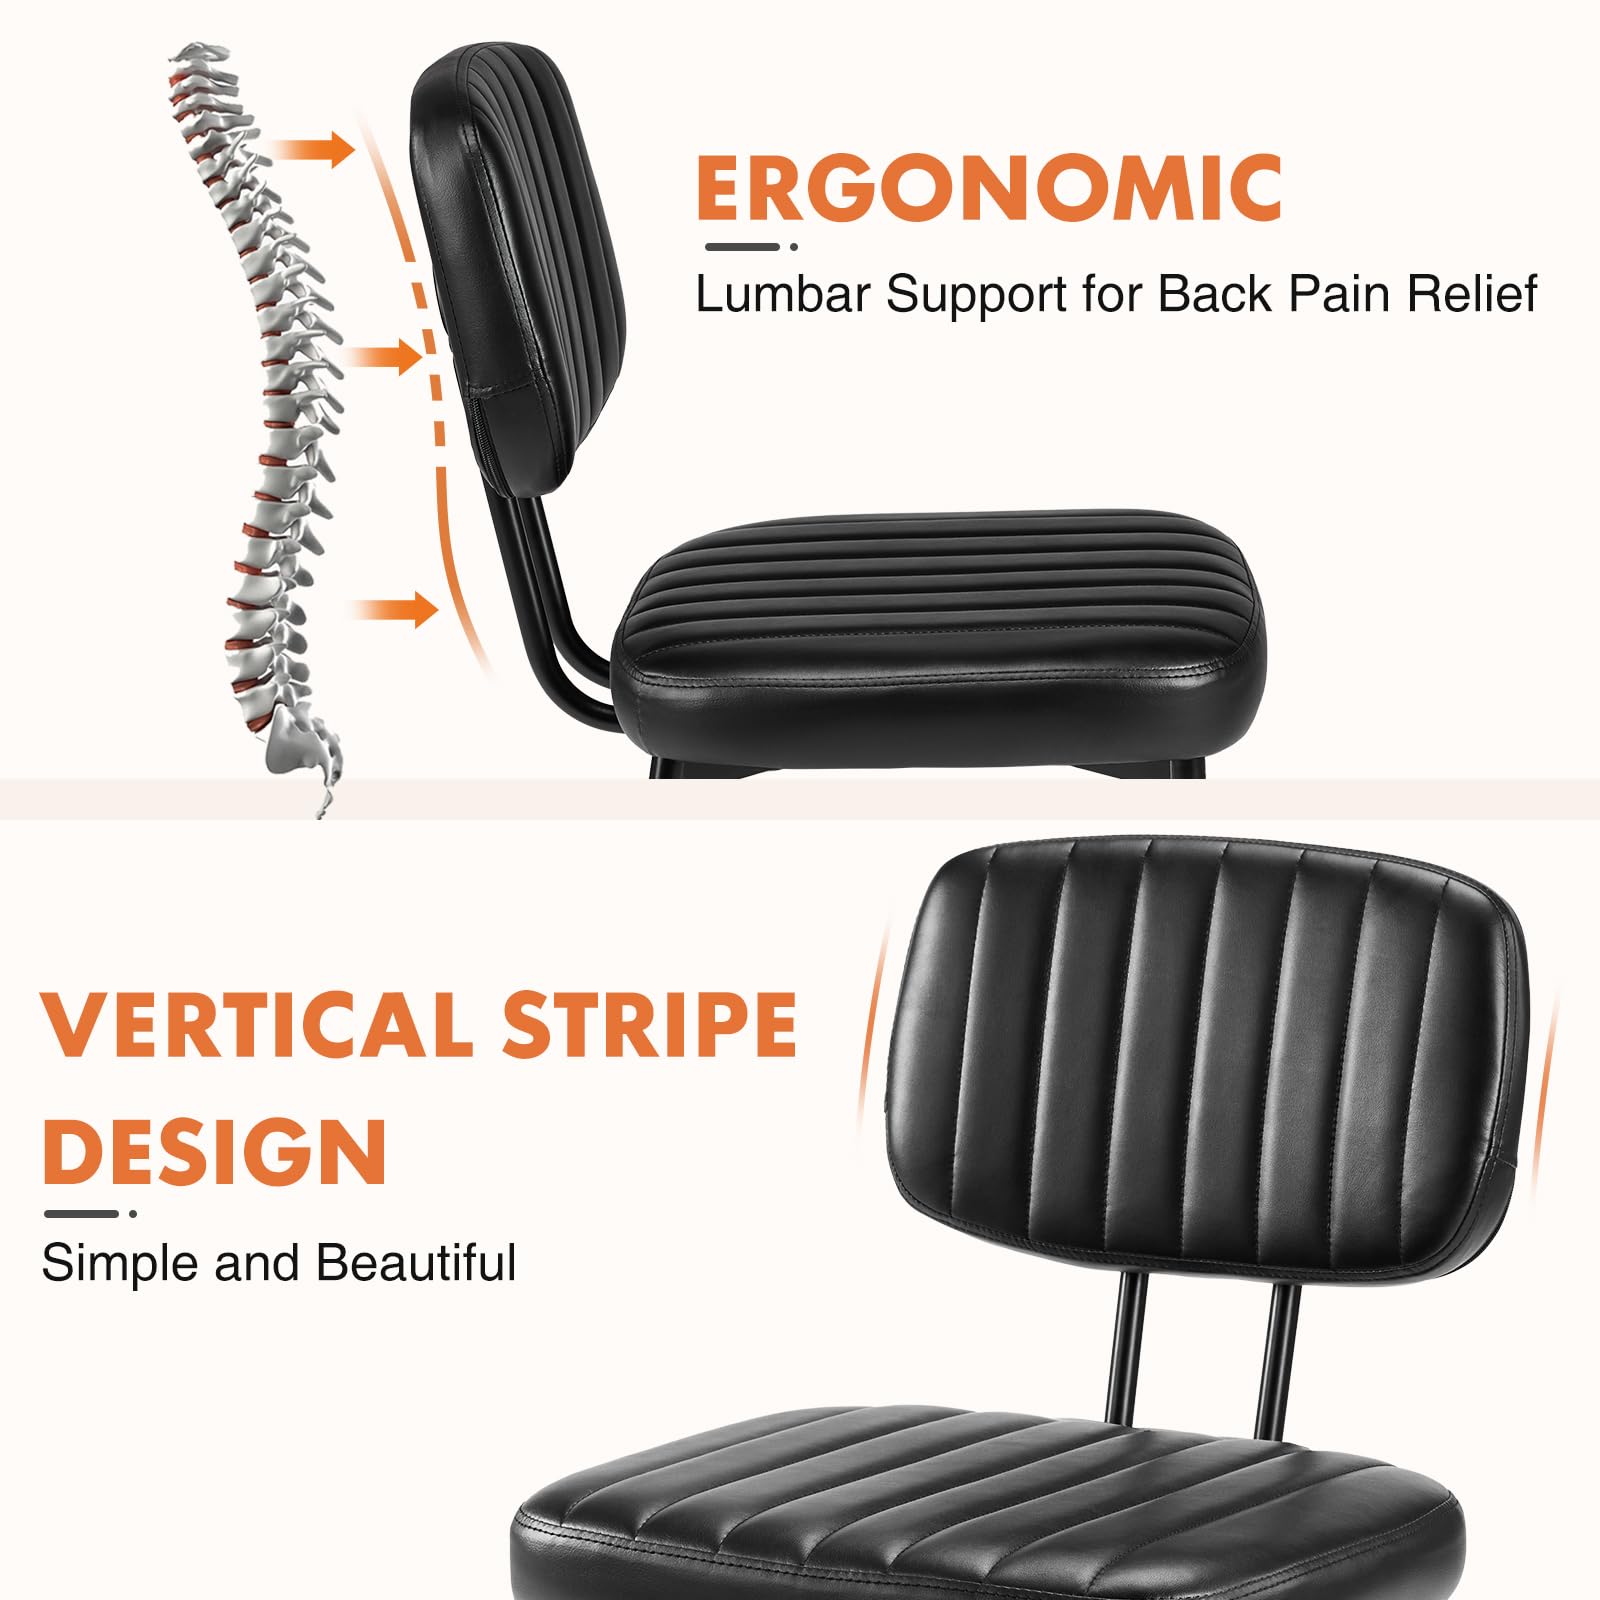 ERGONOMIC
Lumbar Support for Back Pain Relief
VERTICAL STRIPE
DESIGN
Simple and Beautiful